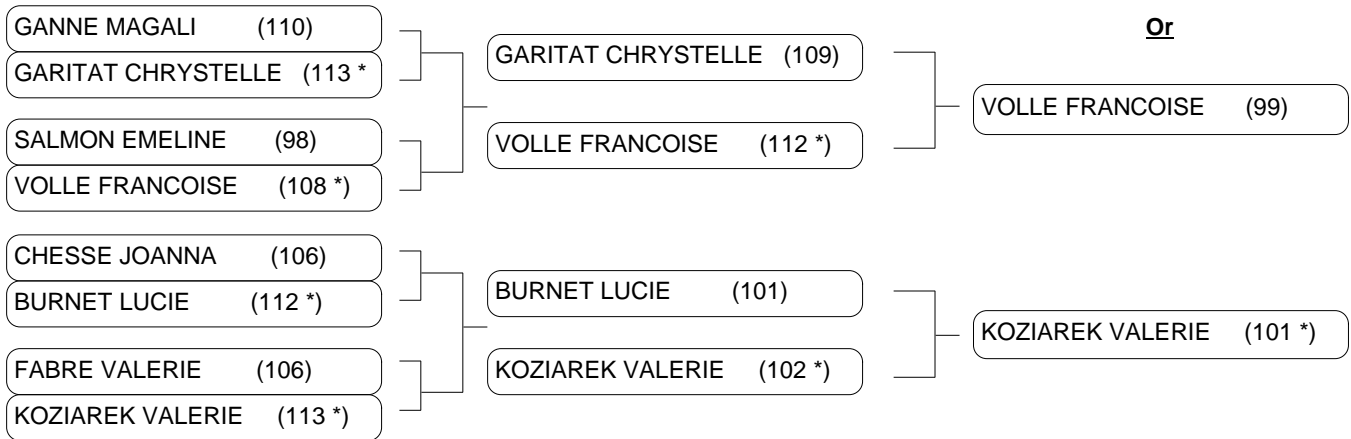 GANNE MAGALI (110)
GARITAT CHRYSTELLE (113 *
SALMON EMELINE (98)
VOLLE FRANCOISE (108 *)
CHESSE JOANNA (106)
BURNET LUCIE (112 *)
FABRE VALERIE (106)
KOZIAREK VALERIE (113 *)
GARITAT CHRYSTELLE (109)
VOLLE FRANCOISE (112 *)
BURNET LUCIE (101)
KOZIAREK VALERIE (102 *)
Or
VOLLE FRANCOISE (99)
KOZIAREK VALERIE (101 *)